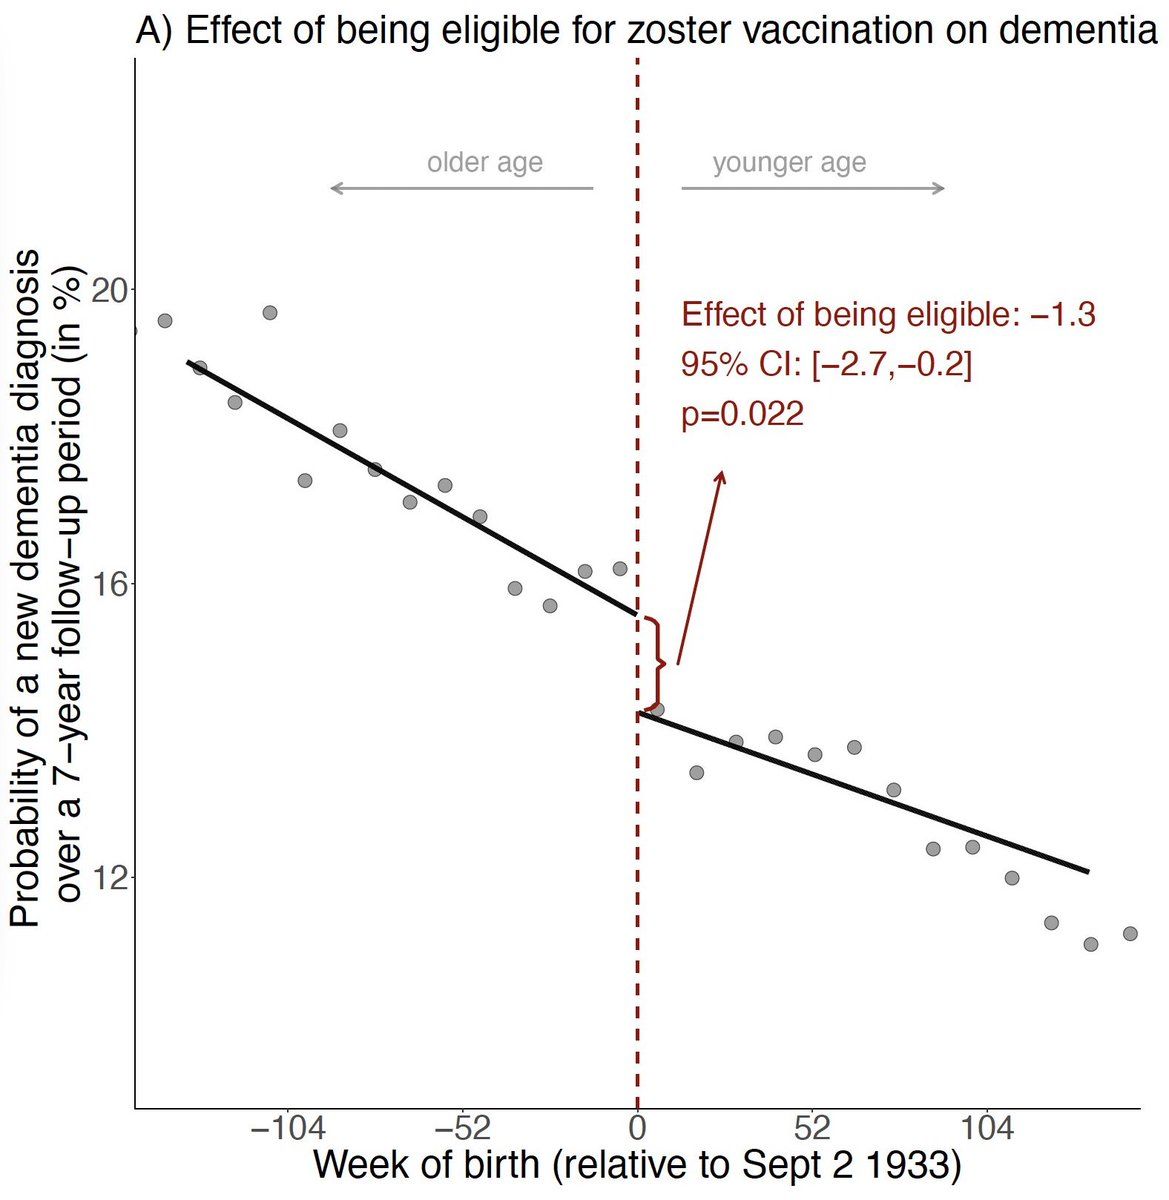 A) Effect of being eligible for zoster vaccination on dementia
older age
younger age
Probability of a new dementia diagnosis
over a 7−year follow−up period (in %)
20
16
12
Effect of being eligible: −1.3
95% CI: [−2.7,−0.2]
p=0.022
−104
−52
0
52
104
Week of birth (relative to Sept 2 1933)